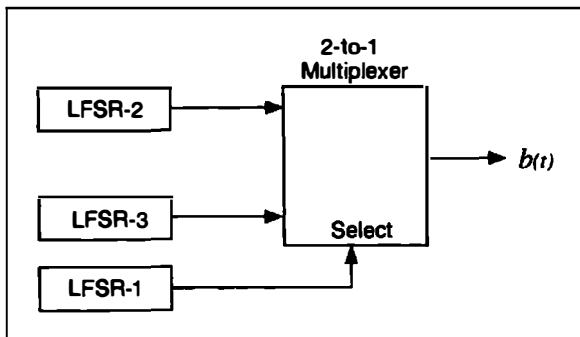 2-to-1
Multiplexer
LFSR-2
b(t)
LFSR-3
Select
LFSR-1